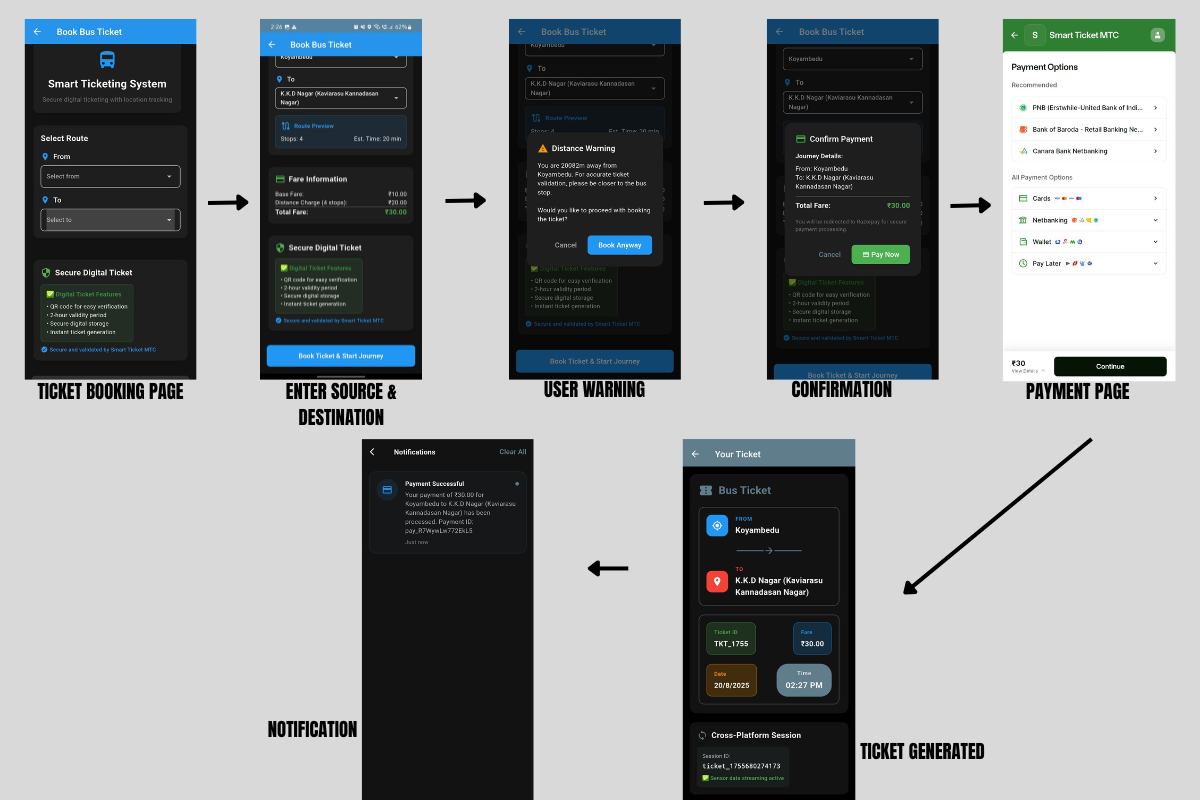 Book Bus Ticket
Smart Ticketing System
Secure digital ticketing with location tracking
Select Route
From
Select from
To
Select to
Secure Digital Ticket
✅ Digital Ticket Features
• QR code for easy verification
• 2-hour validity period
• Secure digital storage
• Instant ticket generation
Secure and validated by Smart Ticket MTC
TICKET BOOKING PAGE
2:26
62%
Book Bus Ticket
Koyambedu
To
K.K.D Nagar (Kaviarasu Kannadasan
Nagar)
Route Preview
Stops: 4 Est. Time: 20 min
Fare Information
Base Fare: ₹10.00
Distance Charge (4 stops): ₹20.00
Total Fare: ₹30.00
Secure Digital Ticket
✅ Digital Ticket Features
• QR code for easy verification
• 2-hour validity period
• Secure digital storage
• Instant ticket generation
Secure and validated by Smart Ticket MTC
Book Ticket & Start Journey
ENTER SOURCE &
DESTINATION
Book Bus Ticket
Koyambedu
To
K.K.D Nagar (Kaviarasu Kannadasan
Nagar)
Route Preview
Stops: 4 Est. Time: 20 min
Distance Warning
You are 20082m away from
Koyambedu. For accurate ticket
validation, please be closer to the bus
stop.
Would you like to proceed with booking
the ticket?
Cancel
Book Anyway
Digital Ticket Features
• QR code for easy verification
• 2-hour validity period
• Secure digital storage
• Instant ticket generation
Secure and validated by Smart Ticket MTC
Book Ticket & Start Journey
USER WARNING
Book Bus Ticket
Koyambedu
To
K.K.D Nagar (Kaviarasu Kannadasan
Nagar)
Confirm Payment
Journey Details:
From: Koyambedu
To: K.K.D Nagar (Kaviarasu
Kannadasan Nagar)
Total Fare: ₹30.00
You will be redirected to Razorpay for secure
payment processing.
Cancel
Pay Now
Digital Ticket Features
• QR code for easy verification
• 2-hour validity period
• Secure digital storage
• Instant ticket generation
Secure and validated by Smart Ticket MTC
Book Ticket & Start Journey
CONFIRMATION
S Smart Ticket MTC
Payment Options
Recommended
PNB (Erstwhile-United Bank of Indi...
Bank of Baroda - Retail Banking Ne...
Canara Bank Netbanking
All Payment Options
Cards
Netbanking
Wallet
Pay Later
₹30
View Details
Continue
PAYMENT PAGE
Notifications Clear All
Payment Successful
Your payment of ₹30.00 for
Koyambedu to K.K.D Nagar (Kaviarasu
Kannadasan Nagar) has been
processed. Payment ID:
pay_R7WywLw772EkL5
Just now
NOTIFICATION
Your Ticket
Bus Ticket
FROM
Koyambedu
TO
K.K.D Nagar (Kaviarasu
Kannadasan Nagar)
Ticket ID
TKT_1755
Fare
₹30.00
Date
20/8/2025
Time
02:27 PM
Cross-Platform Session
Session ID:
ticket_1755680274173
✅ Sensor data streaming active
TICKET GENERATED